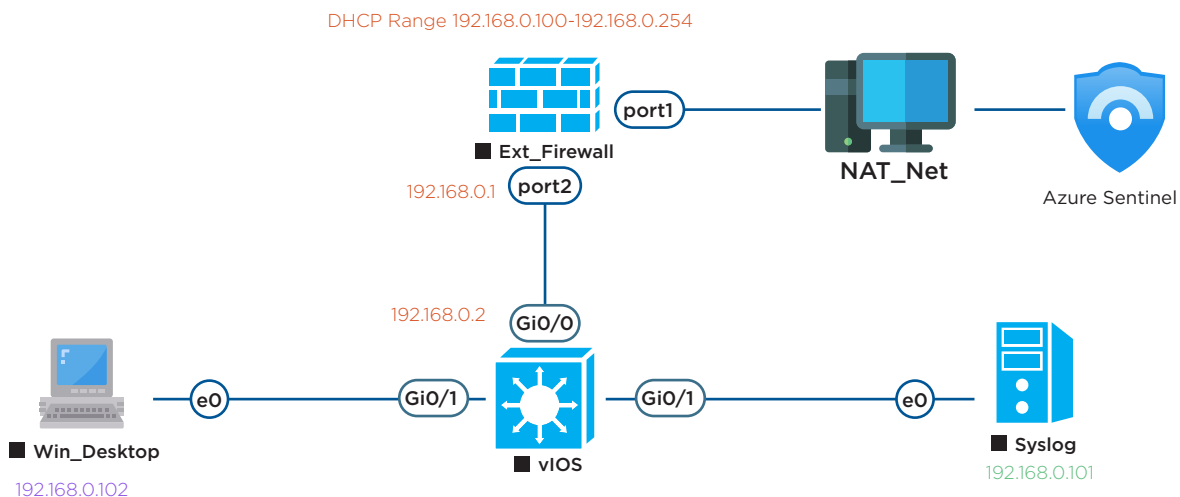 DHCP Range 192.168.0.100-192.168.0.254
port1
Ext_Firewall
NAT_Net
192.168.0.1
port2
Azure Sentinel
192.168.0.2
Gi0/0
e0
Gi0/1
Gi0/1
e0
Win_Desktop
vIOS
Syslog
192.168.0.102
192.168.0.101